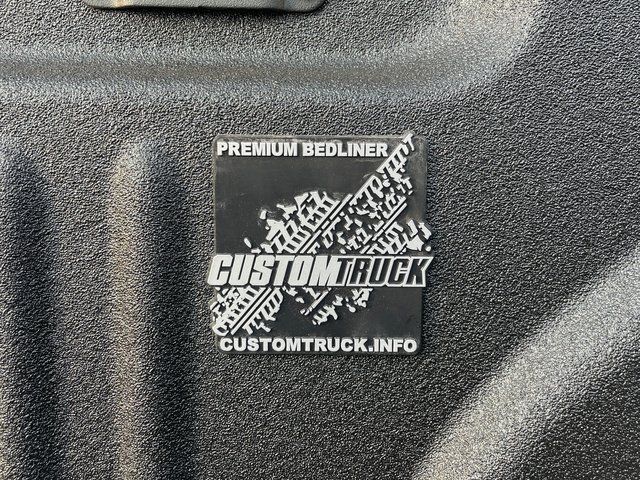 PREMIUM BEDLINER
CUSTOMTRUCK
CUSTOMTRUCK.INFO